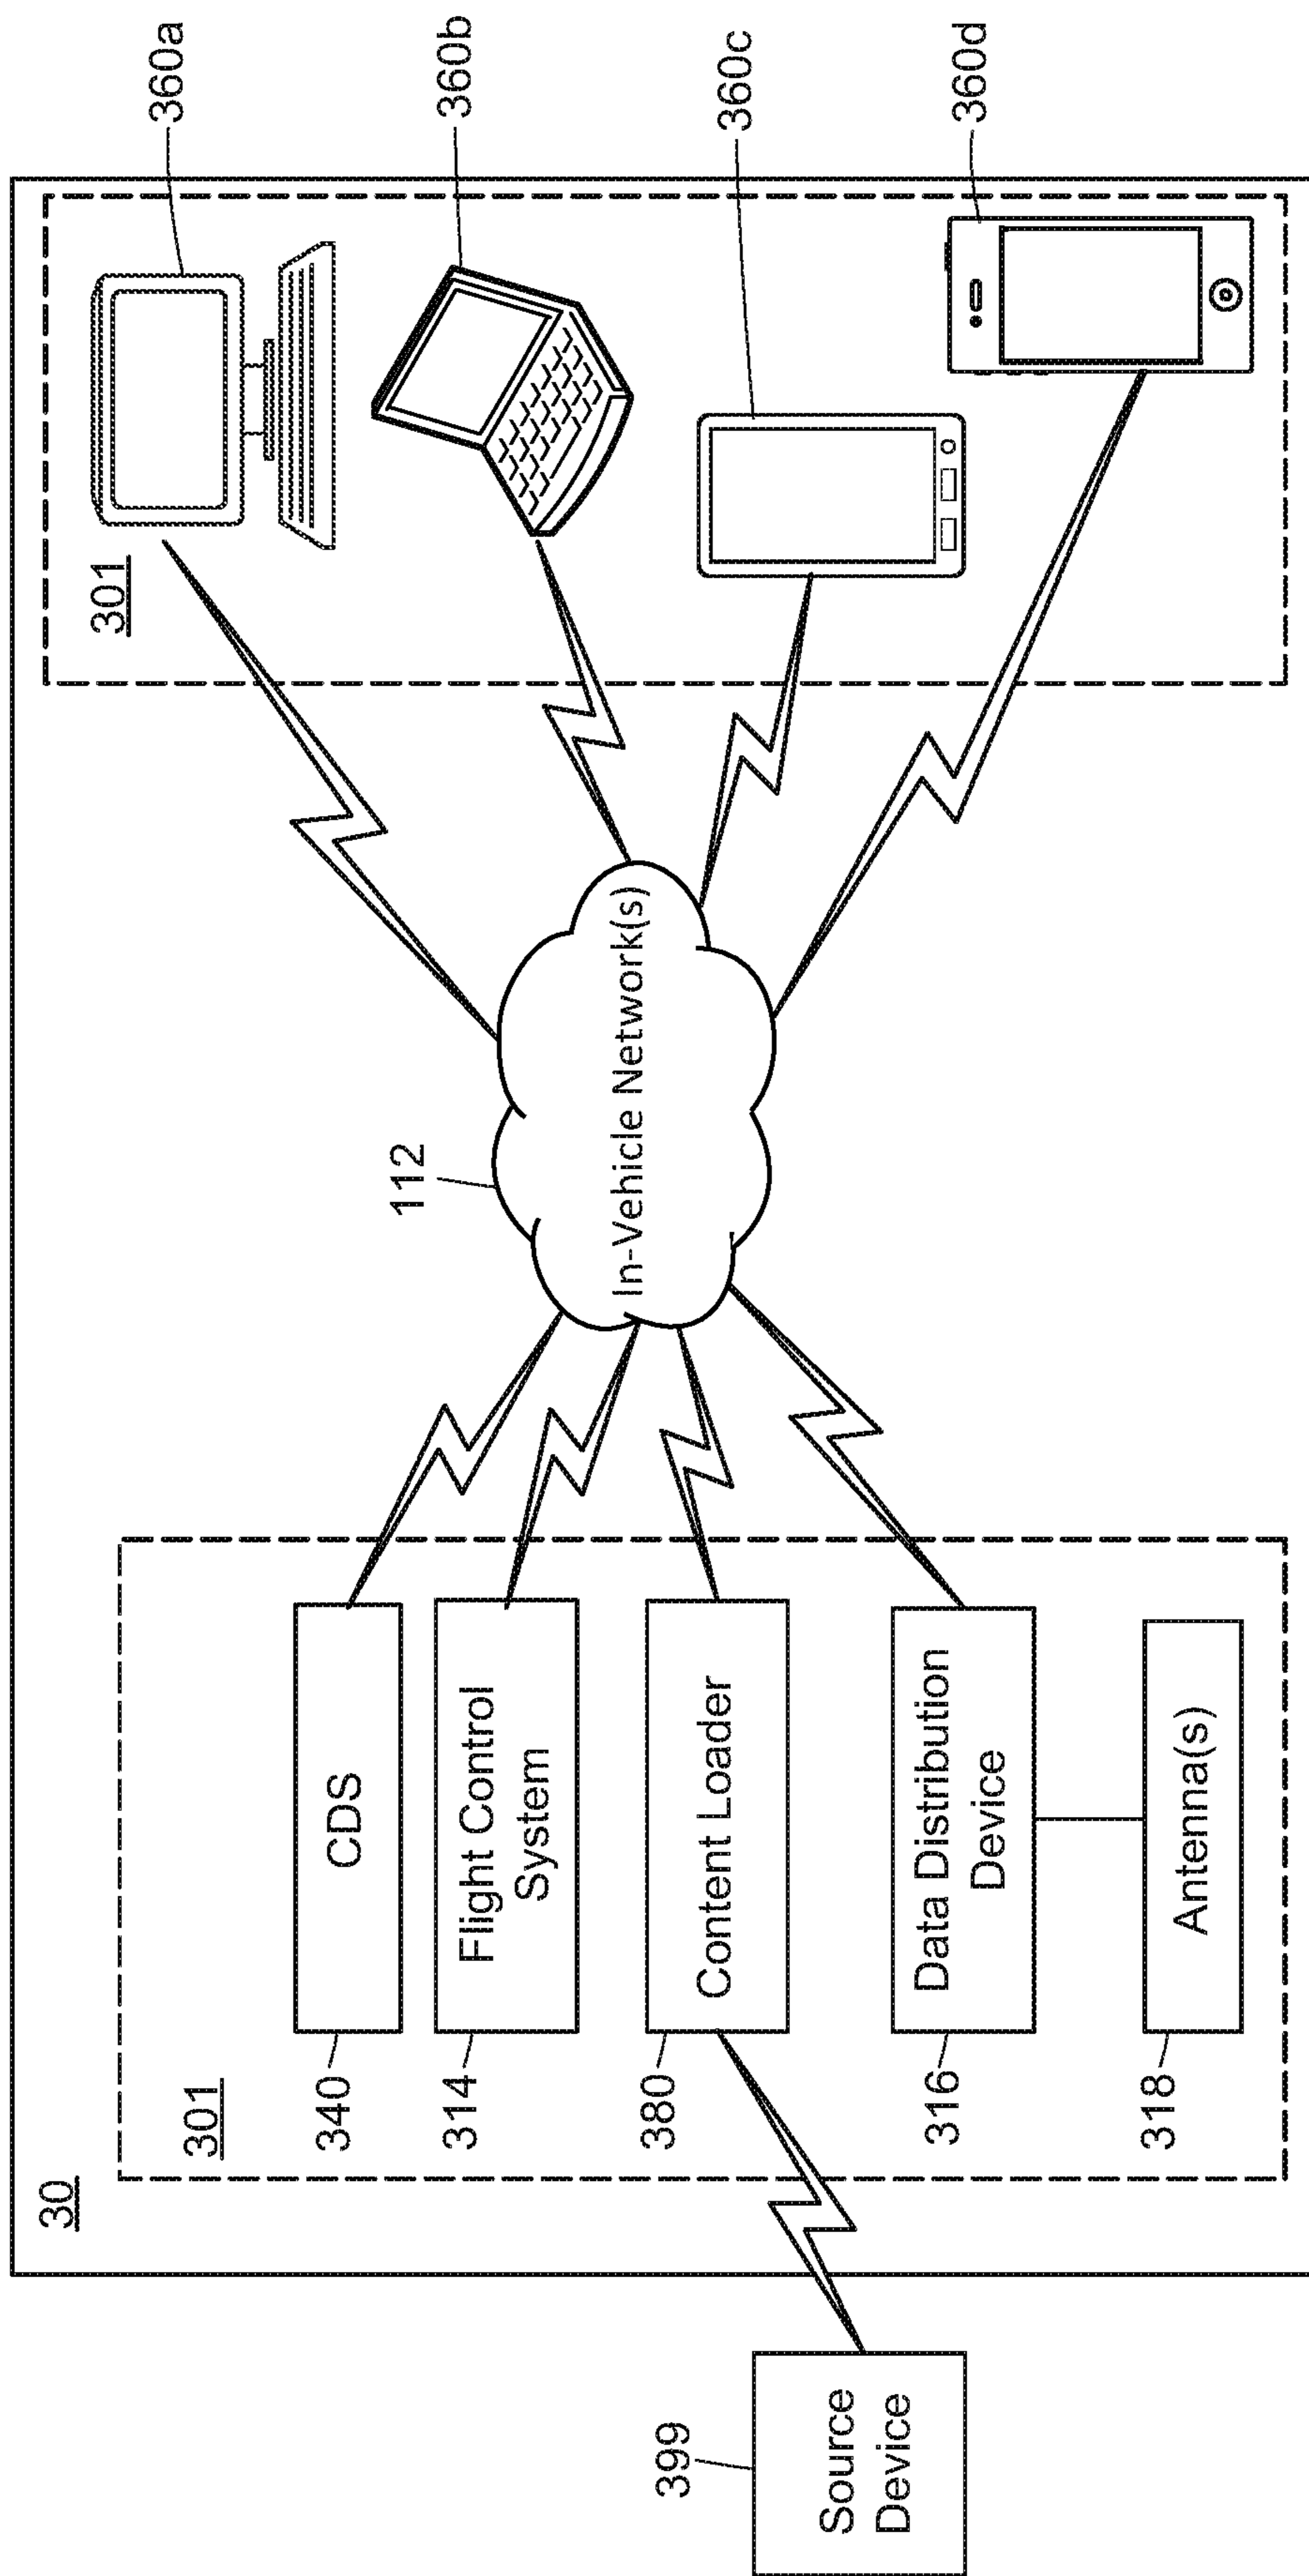 30
301
340
CDS
314
Flight Control
System
380
Content Loader
316
Data Distribution
Device
318
Antenna(s)
399
Source
Device
112
In-Vehicle Network(s)
301
360a
360b
360c
360d